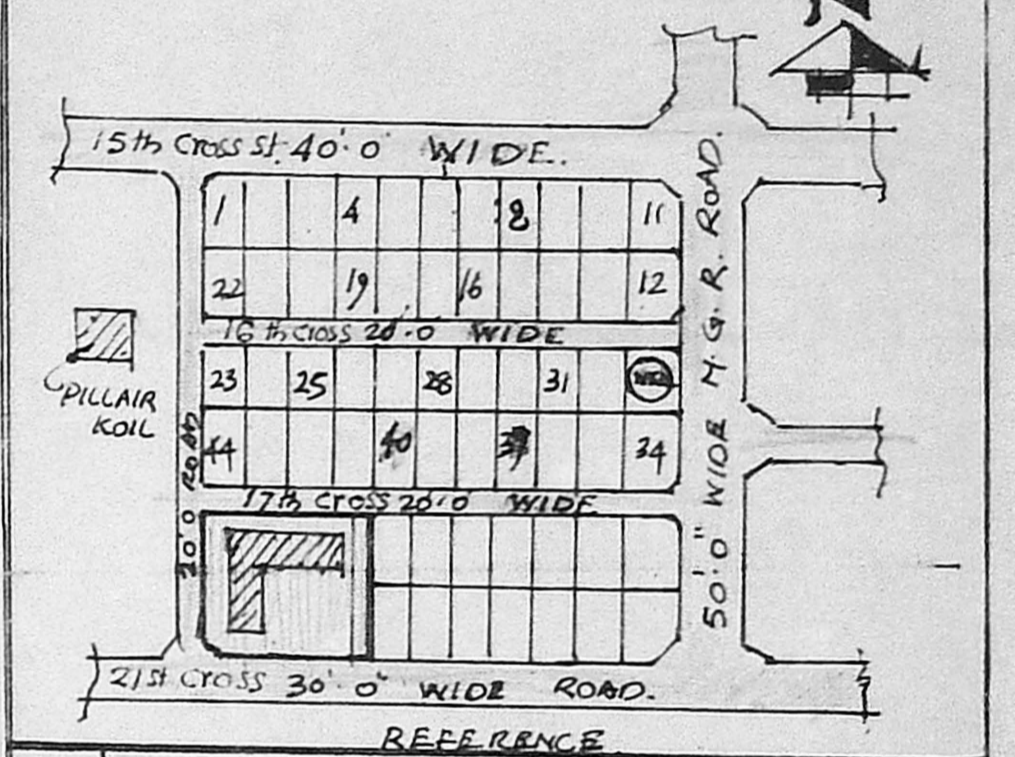 15th Cross St. 40'.0 WIDE.
1 4 8 11
22 19 16 12
16th cross 20'.0 WIDE
23 25 28 31
44 40 37 34
17th cross 20'.0 WIDE
21st cross 30'.0" WIDE ROAD.
REFERENCE
PILLAIR
KOIL
20'.0 ROAD
50'.0" WIDE M.G.R. ROAD.